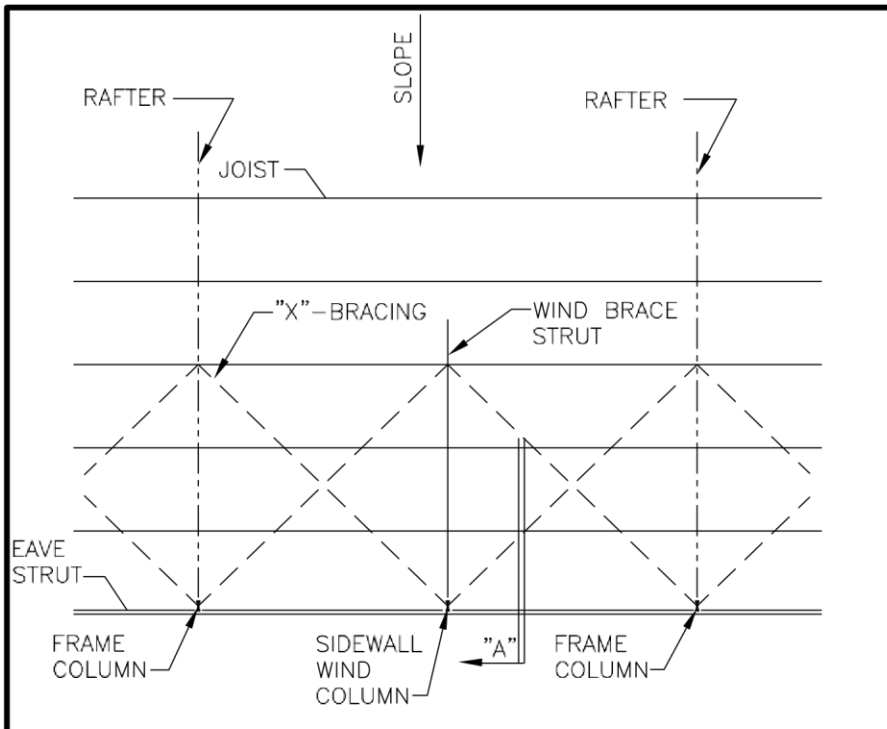 SLOPE
RAFTER
RAFTER
JOIST
"X"-BRACING
WIND BRACE
STRUT
EAVE
STRUT
FRAME
COLUMN
SIDEWALL
WIND
COLUMN
"A"
FRAME
COLUMN